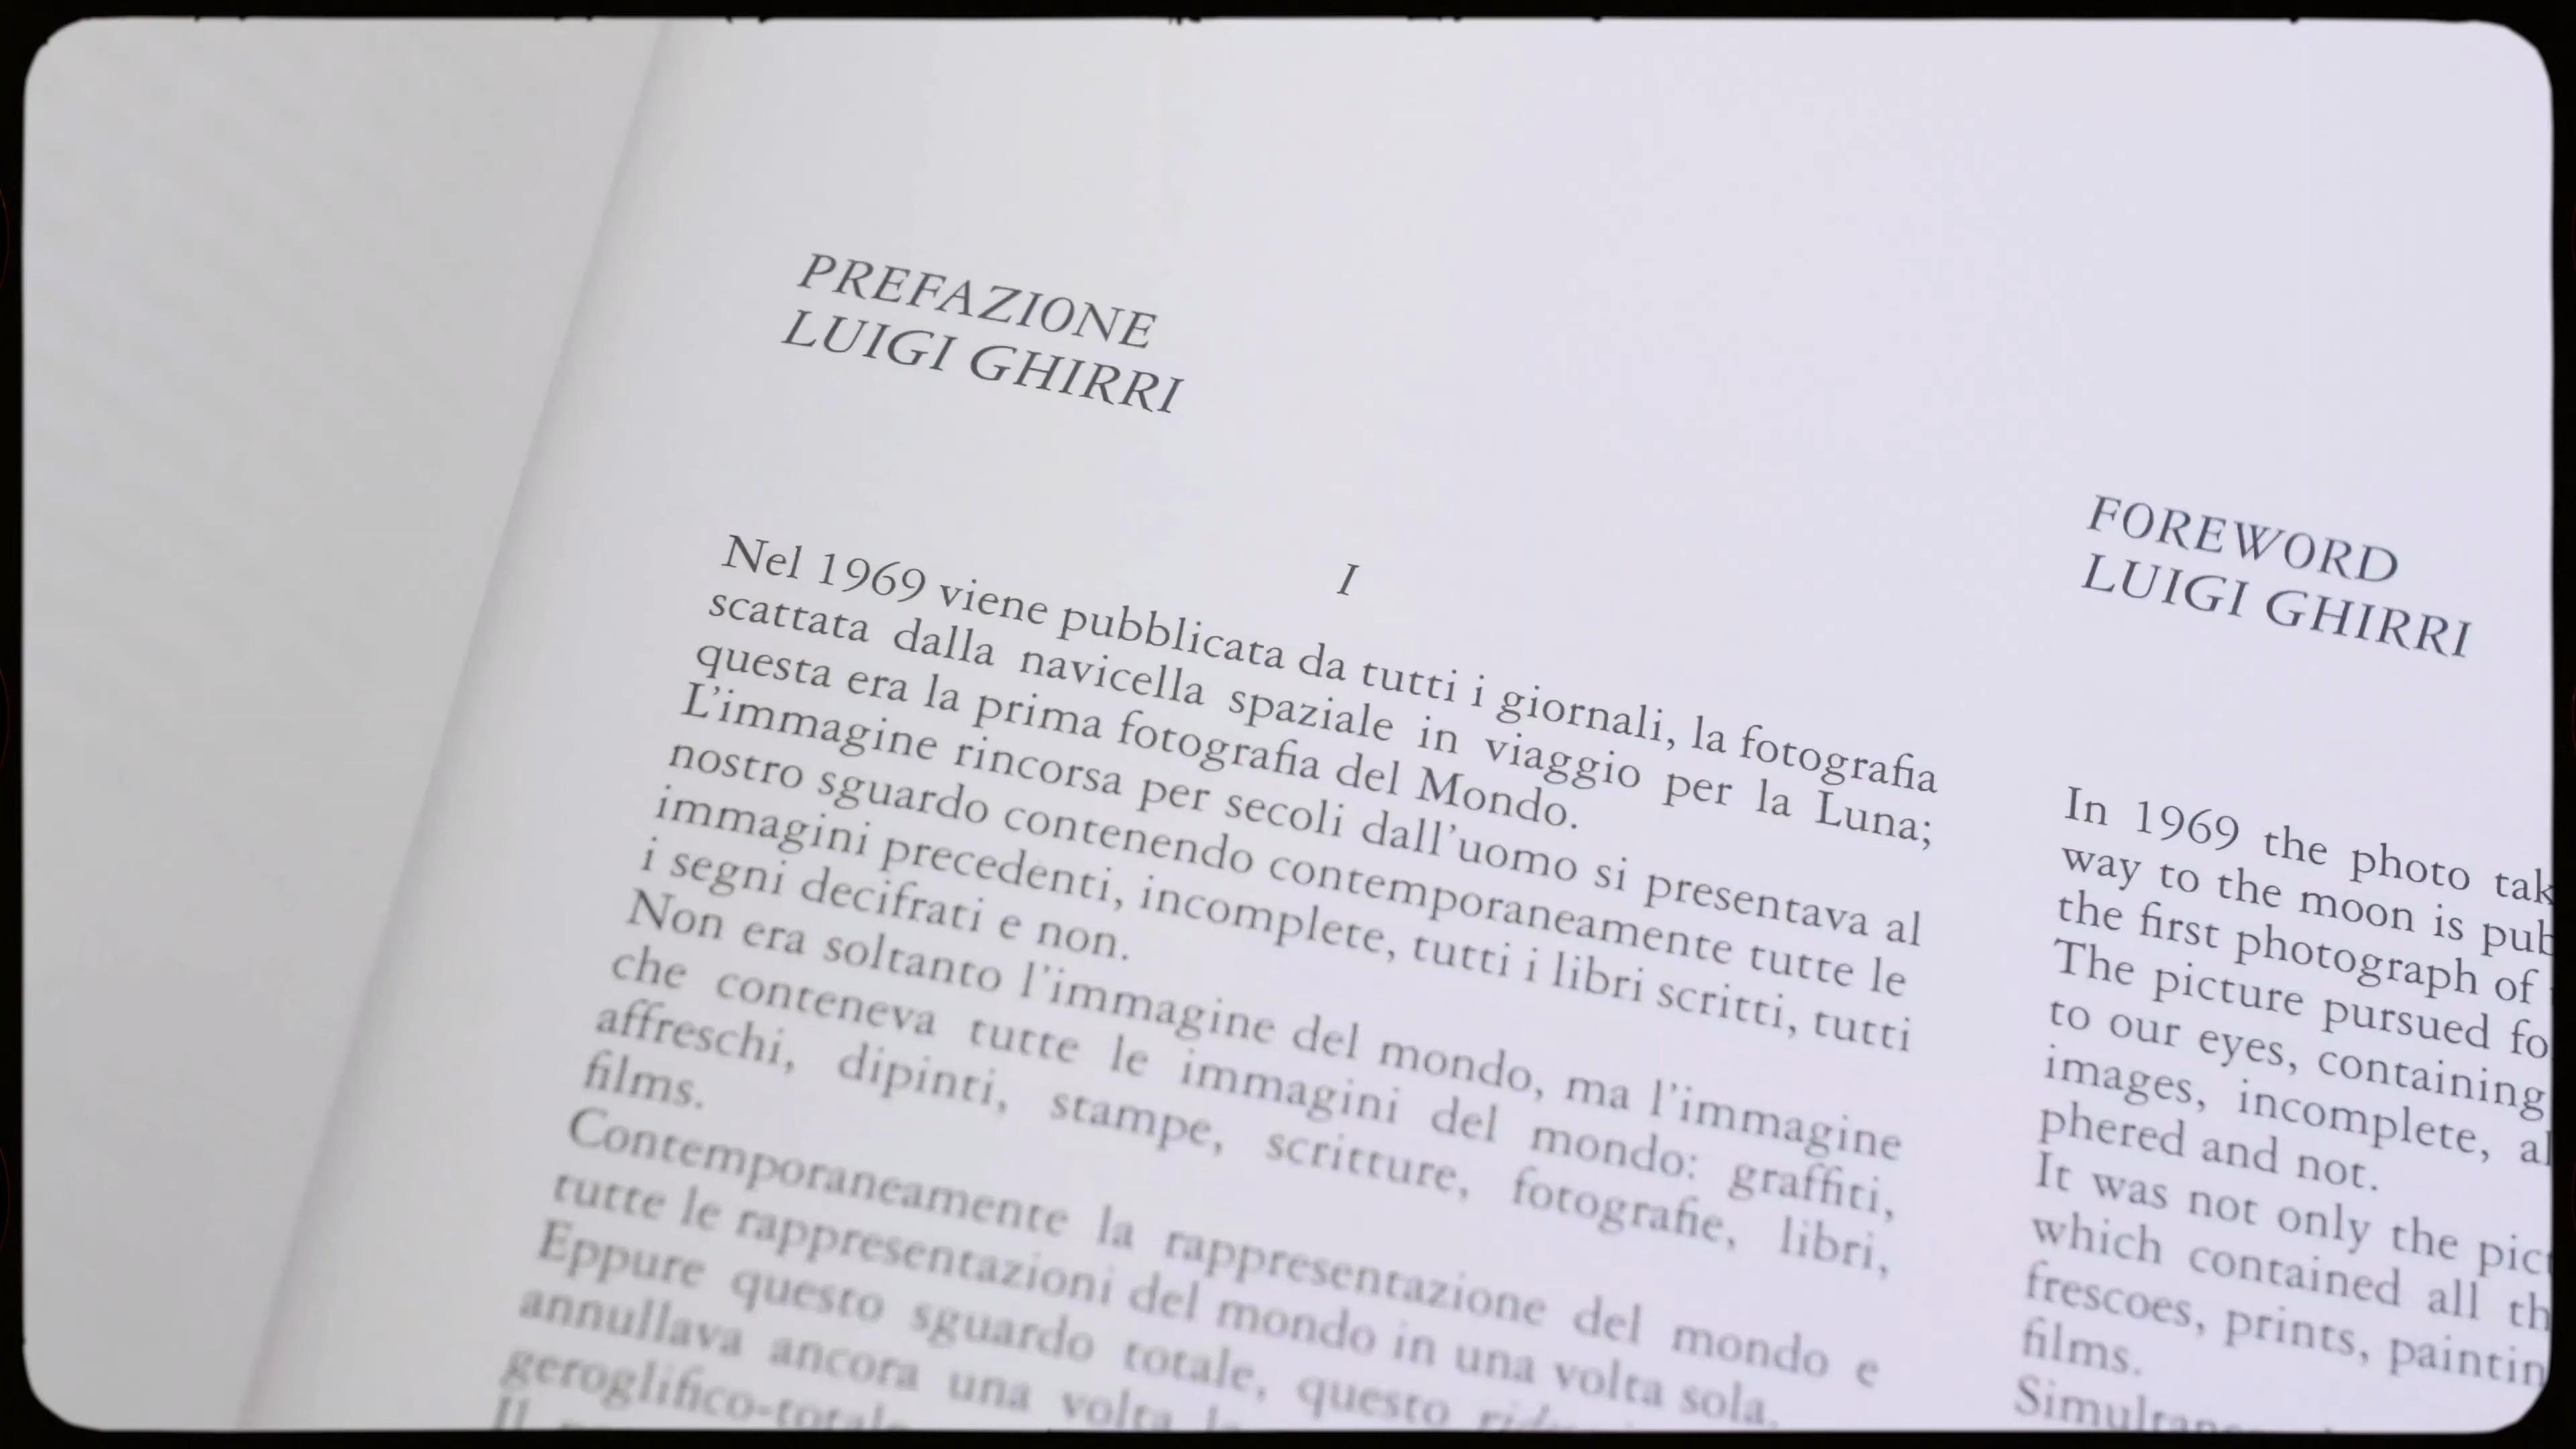 PREFAZIONE
LUIGI GHIRRI
I
Nel 1969 viene pubblicata da tutti i giornali, la fotografia
scattata dalla navicella spaziale in viaggio per la Luna;
questa era la prima fotografia del Mondo.
L'immagine rincorsa per secoli dall'uomo si presentava al
nostro sguardo contenendo contemporaneamente tutte le
immagini precedenti, incomplete, tutti i libri scritti, tutti
i segni decifrati e non.
Non era soltanto l'immagine del mondo, ma l'immagine
che conteneva tutte le immagini del mondo: graffiti,
affreschi, dipinti, stampe, scritture, fotografie, libri,
films.
Contemporaneamente la rappresentazione del mondo e
tutte le rappresentazioni del mondo in una volta sola.
Eppure questo sguardo totale, questo
annullava ancora una volta
Il
FOREWORD
LUIGI GHIRRI
In 1969 the photo
way to the moon is
the first photograph of
The picture pursued
to our eyes, containing
images, incomplete,
phered and not.
It was not only the
which contained all
frescoes, prints,
films.